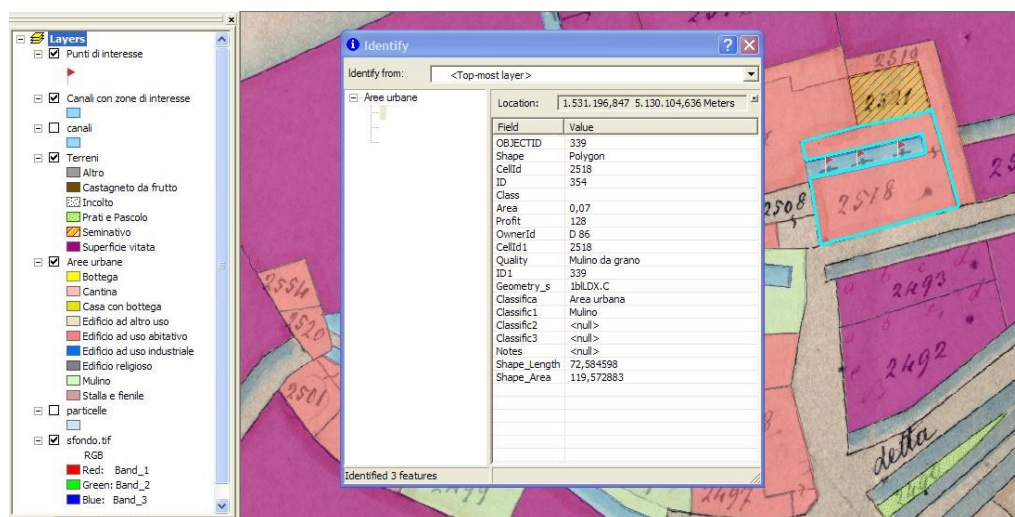 Layers
Punti di interesse
Canali con zone di interesse
canali
Terreni
Altro
Castagneto da frutto
Incolto
Prati e Pascolo
Seminativo
Superficie vitata
Aree urbane
Bottega
Cantina
Casa con bottega
Edificio ad altro uso
Edificio ad uso abitativo
Edificio ad uso industriale
Edificio religioso
Mulino
Stalla e fienile
particelle
sfondo.tif
RGB
Red: Band_1
Green: Band_2
Blue: Band_3
Identify
Identify from: <Top-most layer>
Aree urbane
Location: 1.531.196,847 5.130.104,636 Meters
Field Value
OBJECTID 339
Shape Polygon
CellId 2518
ID 354
Class
Area 0,07
Profit 128
OwnerId D 86
CellId1 2518
Quality Mulino da grano
ID1 339
Geometry_s 1blLDX.C
Classifica Area urbana
Classific1 Mulino
Classific2 <null>
Classific3 <null>
Notes <null>
Shape_Length 72,584598
Shape_Area 119,572883
Identified 3 features
2554
2520
2501
2499
2497
2519
2521
2518
2508
2493
2492
detta